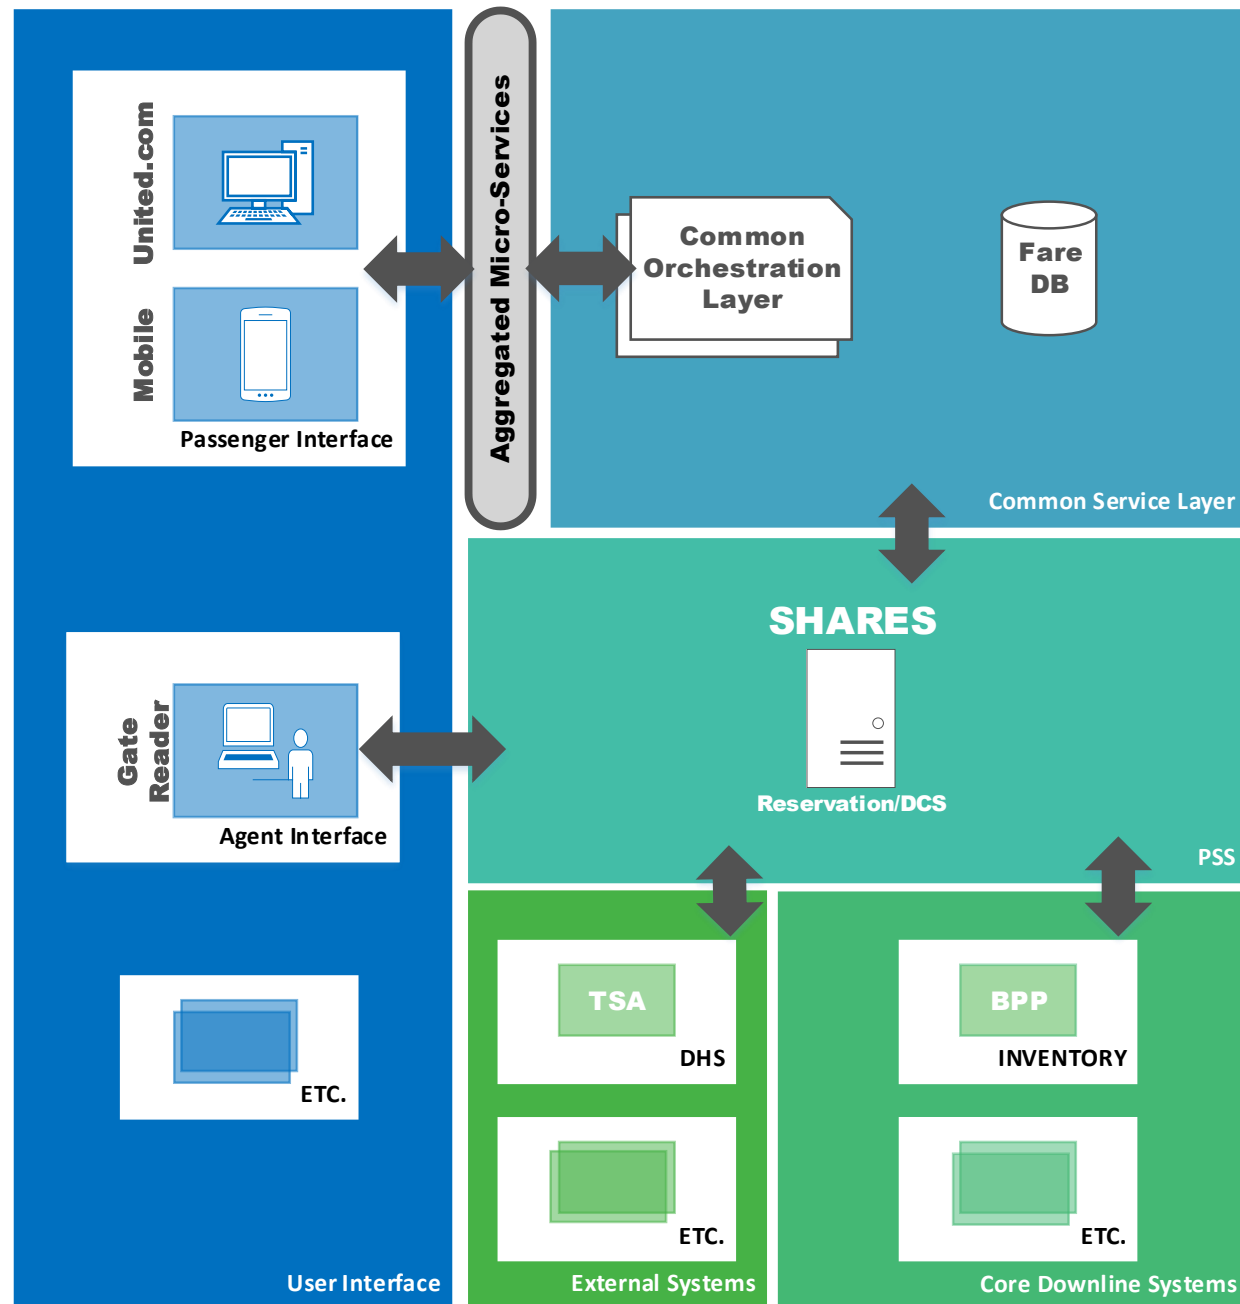 United.com
Mobile
Passenger Interface
Aggregated Micro-Services
Common
Orchestration
Layer
Fare
DB
Common Service Layer
Gate
Reader
Agent Interface
SHARES
Reservation/DCS
PSS
ETC.
User Interface
TSA
DHS
ETC.
External Systems
BPP
INVENTORY
ETC.
Core Downline Systems